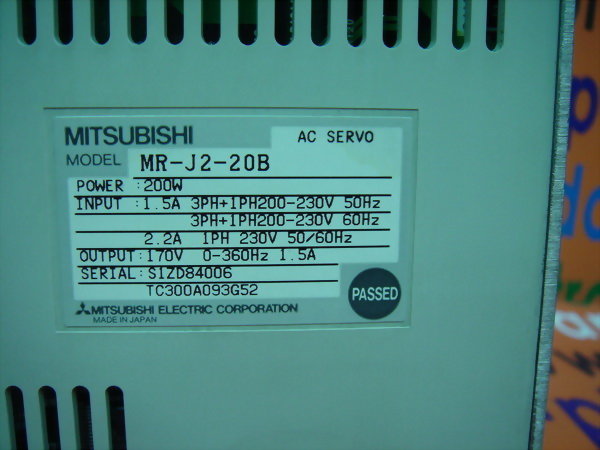 MITSUBISHI AC SERVO
MODEL MR-J2-20B
POWER :200W
INPUT :1.5A 3PH+1PH200-230V 50Hz
3PH+1PH200-230V 60Hz
2.2A 1PH 230V 50/60Hz
OUTPUT:170V 0-360Hz 1.5A
SERIAL:S1ZD84006
TC300A093G52
PASSED
MITSUBISHI ELECTRIC CORPORATION
MADE IN JAPAN